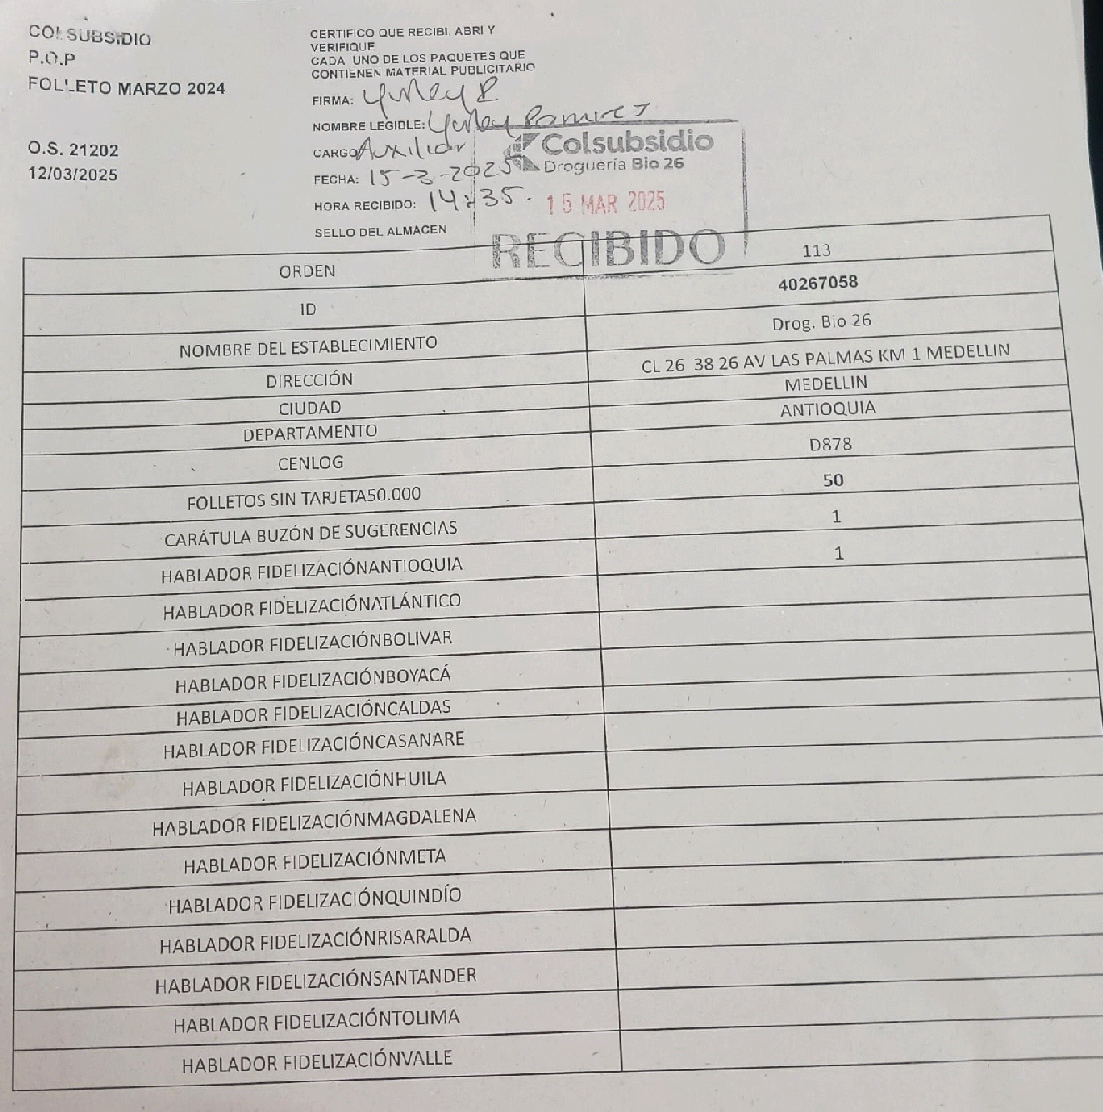 COLSUBSIDIO
P.O.P
FOLLETO MARZO 2024
O.S. 21202
12/03/2025
CERTIFICO QUE RECIBI, ABRI Y
VERIFIQUE
CADA UNO DE LOS PAQUETES QUE
CONTIENEN MATERIAL PUBLICITARIO
FIRMA: Yurley R
NOMBRE LEGIBLE: Yurley Ramirez
CARGO Auxiliar
FECHA: 15-3-2025
HORA RECIBIDO: 14:35.
SELLO DEL ALMACEN
Colsubsidio
Droguería Bio 26
15 MAR 2025
RECIBIDO
ORDEN 113
ID 40267058
NOMBRE DEL ESTABLECIMIENTO Drog. Bio 26
DIRECCIÓN CL 26 38 26 AV LAS PALMAS KM 1 MEDELLIN
CIUDAD MEDELLIN
DEPARTAMENTO ANTIOQUIA
CENLOG D878
FOLLETOS SIN TARJETA50.000 50
CARÁTULA BUZÓN DE SUGERENCIAS 1
HABLADOR FIDELIZACIÓNANTIOQUIA 1
HABLADOR FIDELIZACIÓNATLÁNTICO
HABLADOR FIDELIZACIÓNBOLIVAR
HABLADOR FIDELIZACIÓNBOYACÁ
HABLADOR FIDELIZACIÓNCALDAS
HABLADOR FIDELIZACIÓNCASANARE
HABLADOR FIDELIZACIÓNHUILA
HABLADOR FIDELIZACIÓNMAGDALENA
HABLADOR FIDELIZACIÓNMETA
HABLADOR FIDELIZACIÓNQUINDÍO
HABLADOR FIDELIZACIÓNRISARALDA
HABLADOR FIDELIZACIÓNSANTANDER
HABLADOR FIDELIZACIÓNTOLIMA
HABLADOR FIDELIZACIÓNVALLE